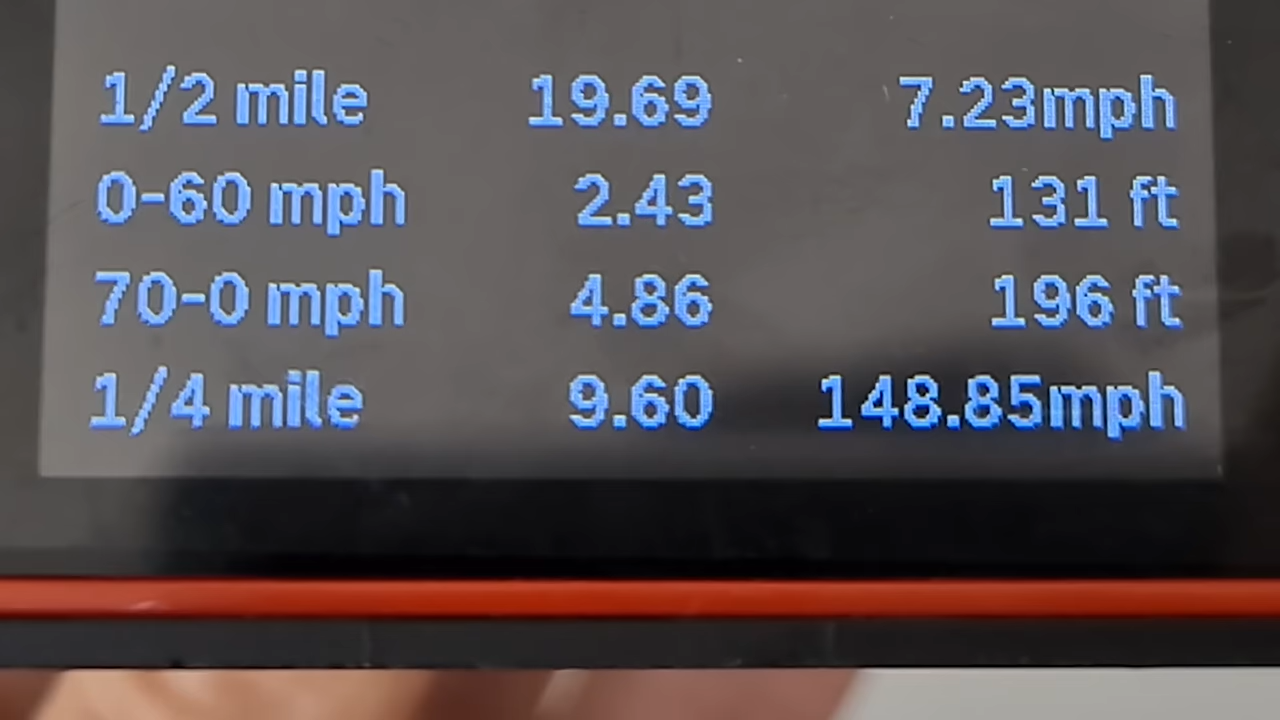 1/2 mile 19.69 7.23mph
0-60 mph 2.43 131 ft
70-0 mph 4.86 196 ft
1/4 mile 9.60 148.85mph